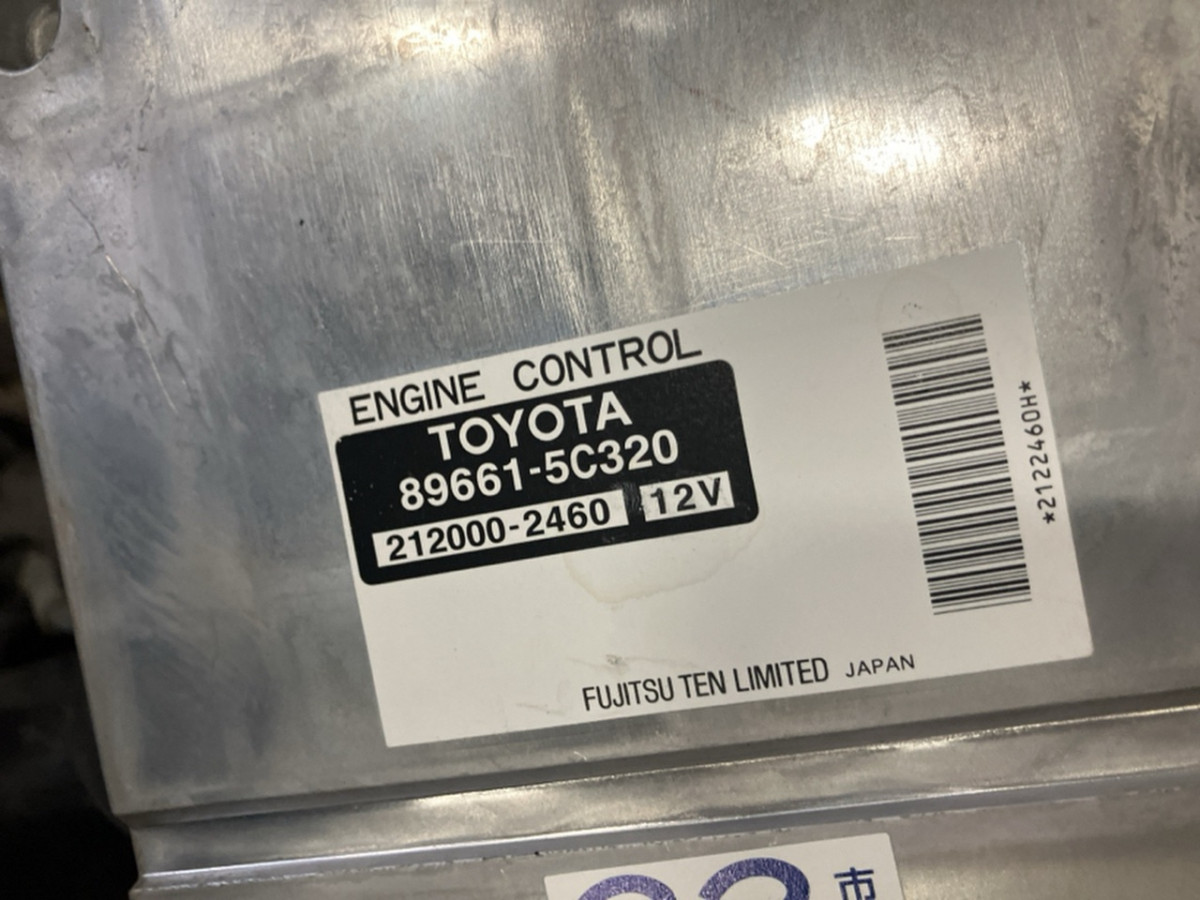 ENGINE CONTROL
TOYOTA
89661-5C320
212000-2460 12V
*2122460H*
FUJITSU TEN LIMITED JAPAN
市